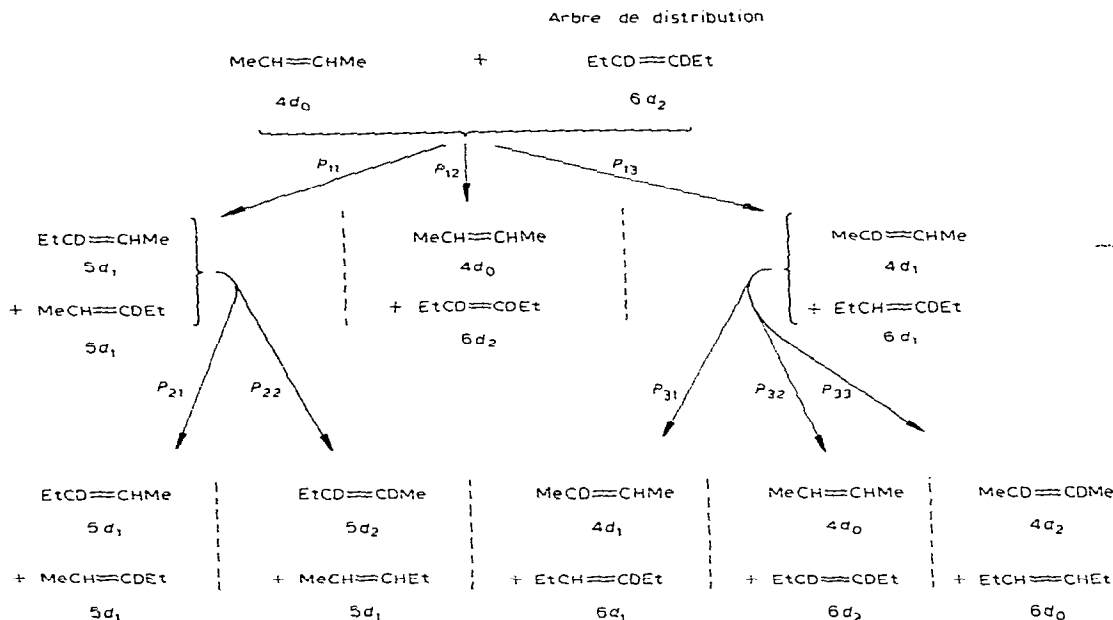 Arbre de distribution
MeCH=CHMe + EtCD=CDEt
4d₀ 6d₂
P₁₁ P₁₂ P₁₃
EtCD=CHMe MeCH=CHMe MeCD=CHMe
5d₁ 4d₀ 4d₁
+ MeCH=CDEt + EtCD=CDEt + EtCH=CDEt
5d₁ 6d₂ 6d₁
P₂₁ P₂₂ P₃₁ P₃₂ P₃₃
EtCD=CHMe EtCD=CDMe MeCD=CHMe MeCH=CHMe MeCD=CDMe
5d₁ 5d₂ 4d₁ 4d₀ 4d₂
+ MeCH=CDEt + MeCH=CHEt + EtCH=CDEt + EtCD=CDEt + EtCH=CHEt
5d₁ 5d₁ 6d₁ 6d₂ 6d₀